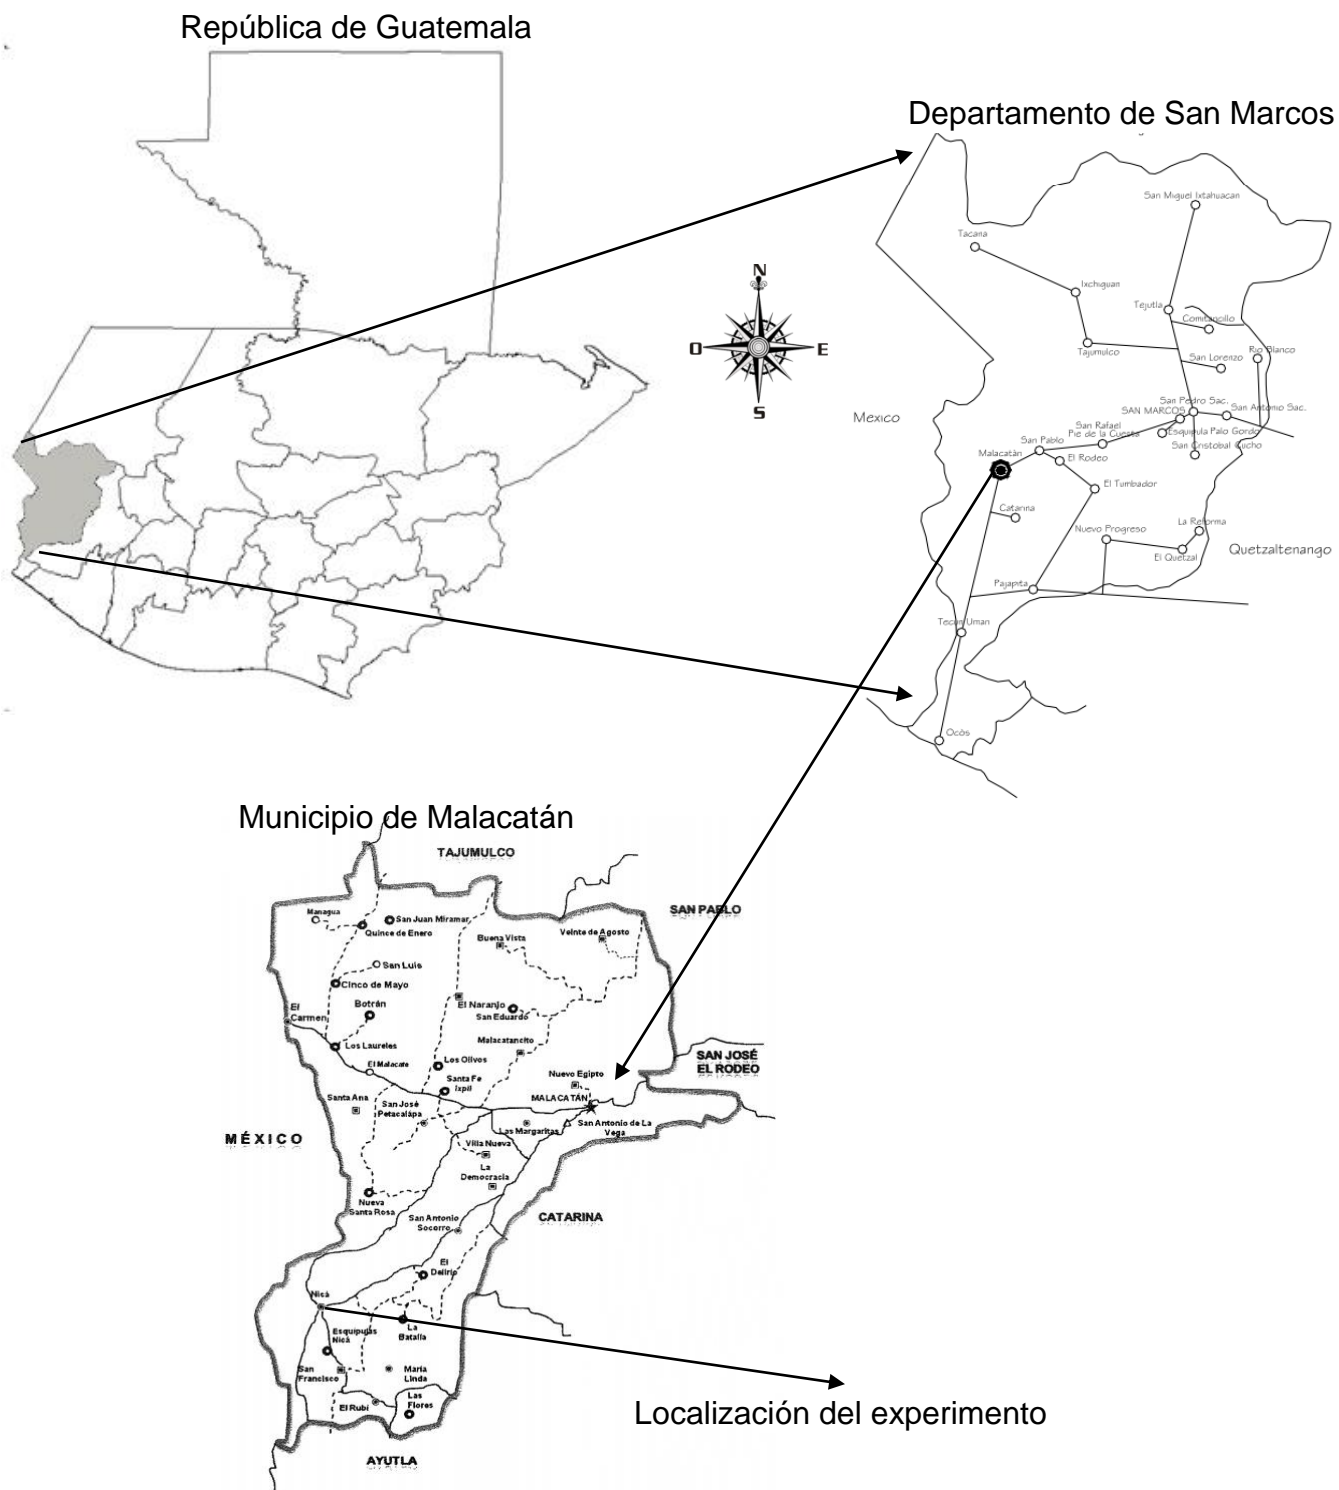 República de Guatemala
Departamento de San Marcos
San Miguel Ixtahuacan
Tacana
Ixchiguan
Tejutla
Comitancillo
Tajumulco
San Lorenzo
Rio Blanco
Mexico
San Pedro Sac.
SAN MARCOS
San Antonio Sac.
San Rafael
Pie de la Cuesta
Esquipula Palo Gordo
San Cristobal Cucho
San Pablo
Malacatàn
El Rodeo
El Tumbador
Catarina
Nuevo Progreso
La Reforma
El Quetzal
Quetzaltenango
Pajapita
Tecun Uman
Ocòs
N
O
E
S
Municipio de Malacatán
TAJUMULCO
SAN PABLO
Managua
San Juan Miramar
Quince de Enero
Buena Vista
Veinte de Agosto
San Luis
Cinco de Mayo
Botrán
El Naranjo
San Eduardo
El
Carmen
Los Laureles
Malacatancito
El Malacate
Los Olivos
SAN JOSÉ
EL RODEO
Santa Fe
Ixpil
Nuevo Egipto
MALACATÁN
Santa Ana
San José
Petacalapa
Las Margaritas
San Antonio de La
Vega
MÉXICO
Villa Nueva
La
Democracia
Nueva
Santa Rosa
San Antonio
Socorro
CATARINA
El
Delirio
Nicá
Esquipulas
Nicá
La
Batalla
San
Francisco
María
Linda
El Rubí
Las
Flores
Localización del experimento
AYUTLA